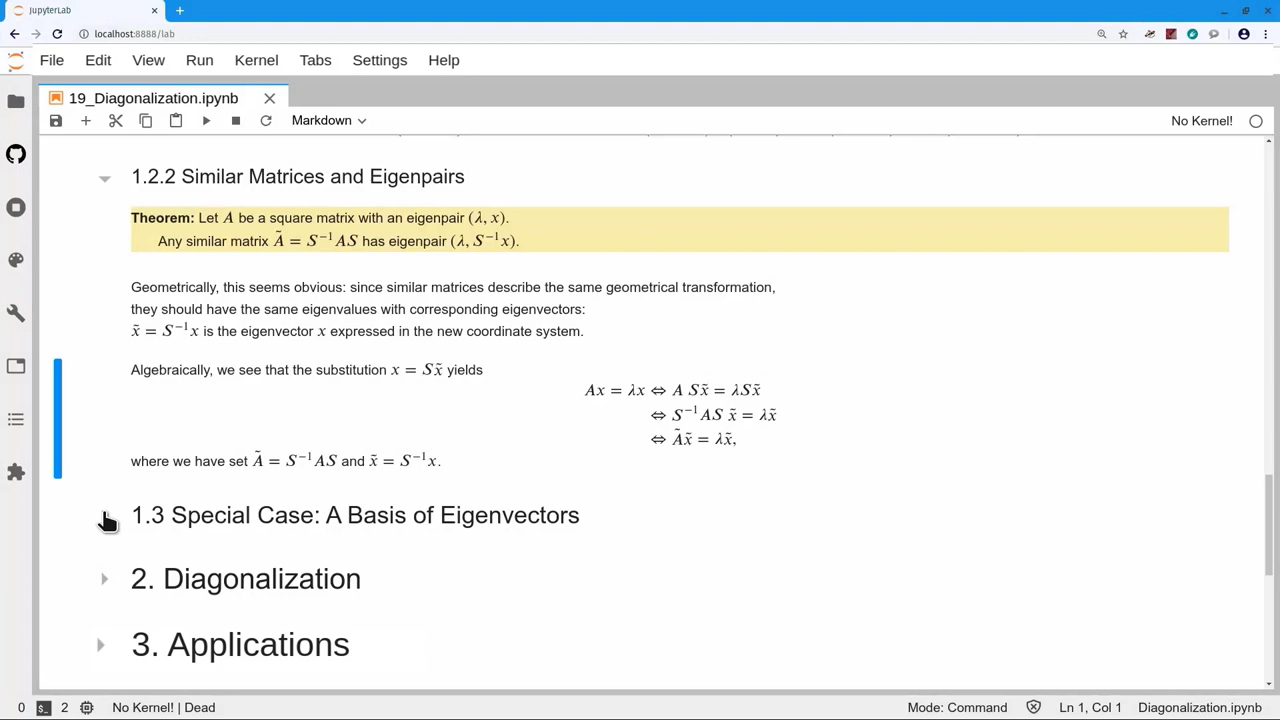 JupyterLab
localhost:8888/lab
File Edit View Run Kernel Tabs Settings Help
19_Diagonalization.ipynb
Markdown
No Kernel!
1.2.2 Similar Matrices and Eigenpairs
Theorem: Let A be a square matrix with an eigenpair (λ, x).
Any similar matrix Ã = S⁻¹AS has eigenpair (λ, S⁻¹x).
Geometrically, this seems obvious: since similar matrices describe the same geometrical transformation,
they should have the same eigenvalues with corresponding eigenvectors:
x̃ = S⁻¹x is the eigenvector x expressed in the new coordinate system.
Algebraically, we see that the substitution x = Sx̃ yields
Ax = λx ⇔ A Sx̃ = λSx̃
⇔ S⁻¹AS x̃ = λx̃
⇔ Ãx̃ = λx̃,
where we have set Ã = S⁻¹AS and x̃ = S⁻¹x.
1.3 Special Case: A Basis of Eigenvectors
2. Diagonalization
3. Applications
0 2 No Kernel! | Dead
Mode: Command
Ln 1, Col 1
Diagonalization.ipynb